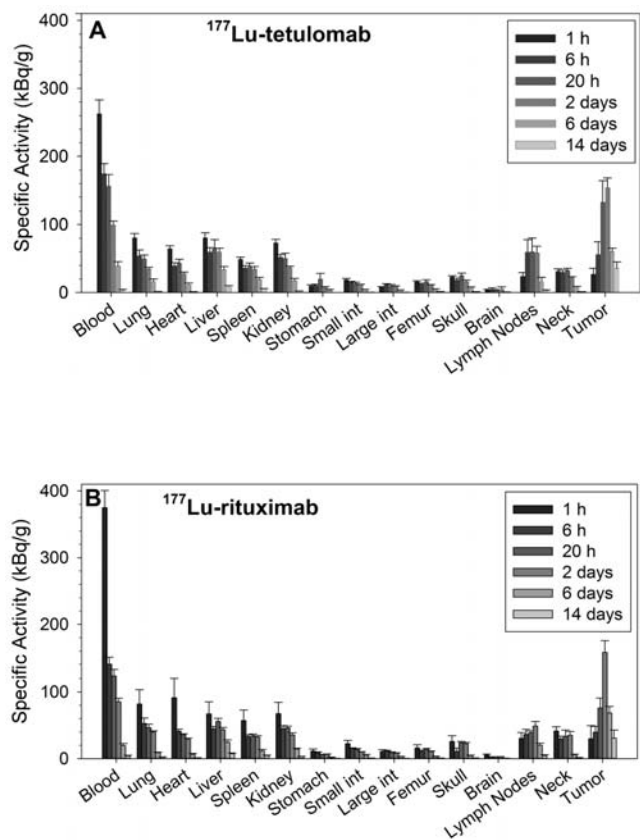 A
¹⁷⁷Lu-tetulomab
1 h
6 h
20 h
2 days
6 days
14 days
Specific Activity (kBq/g)
400
300
200
100
0
Blood
Lung
Heart
Liver
Spleen
Kidney
Stomach
Small int
Large int
Femur
Skull
Brain
Lymph Nodes
Neck
Tumor
B
¹⁷⁷Lu-rituximab
1 h
6 h
20 h
2 days
6 days
14 days
Specific Activity (kBq/g)
400
300
200
100
0
Blood
Lung
Heart
Liver
Spleen
Kidney
Stomach
Small int
Large int
Femur
Skull
Brain
Lymph Nodes
Neck
Tumor